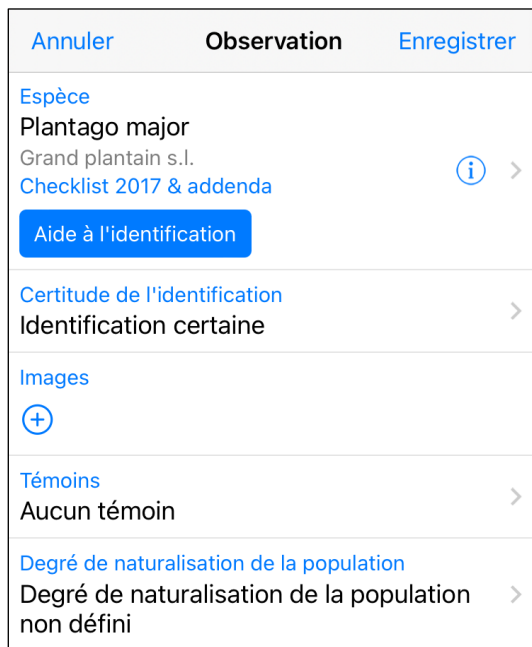 Annuler Observation Enregistrer
Espèce
Plantago major
Grand plantain s.l.
Checklist 2017 & addenda
Aide à l'identification
Certitude de l'identification
Identification certaine
Images
Témoins
Aucun témoin
Degré de naturalisation de la population
Degré de naturalisation de la population
non défini